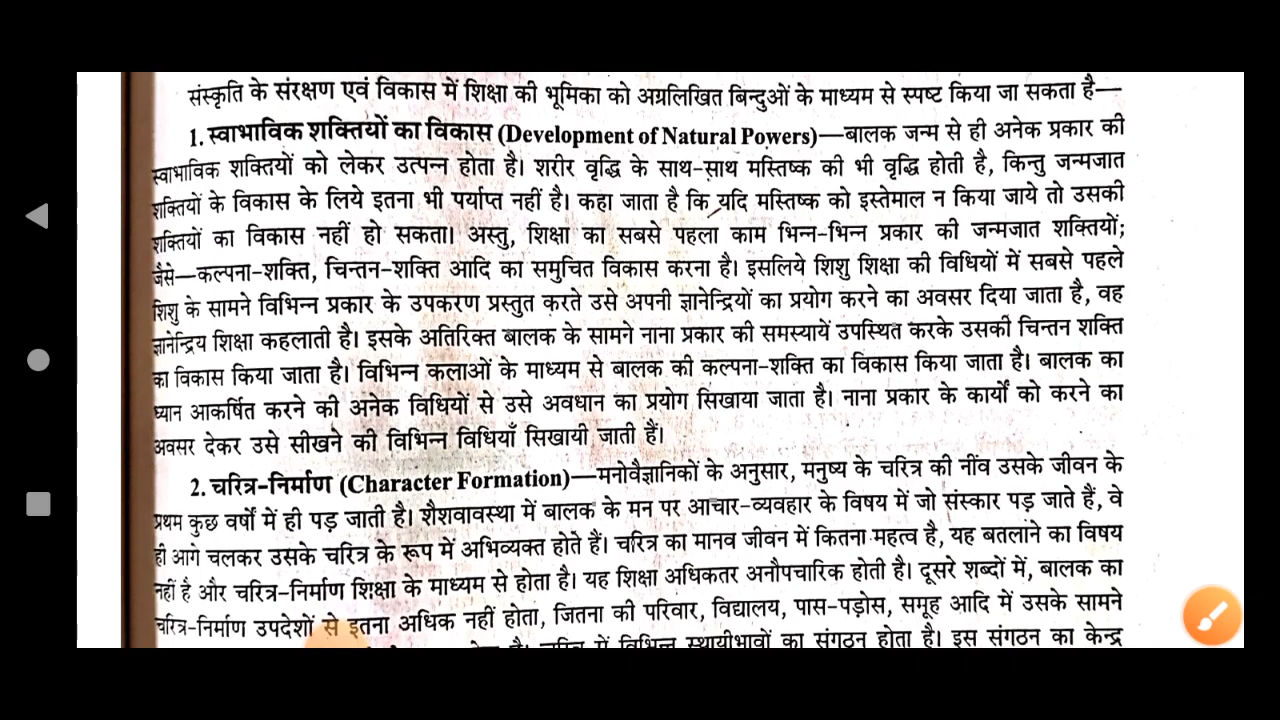 संस्कृति के संरक्षण एवं विकास में शिक्षा की भूमिका को अग्रलिखित बिन्दुओं के माध्यम से स्पष्ट किया जा सकता है—
1. स्वाभाविक शक्तियों का विकास (Development of Natural Powers)—बालक जन्म से ही अनेक प्रकार की
स्वाभाविक शक्तियों को लेकर उत्पन्न होता है। शरीर वृद्धि के साथ-साथ मस्तिष्क की भी वृद्धि होती है, किन्तु जन्मजात
शक्तियों के विकास के लिये इतना भी पर्याप्त नहीं है। कहा जाता है कि यदि मस्तिष्क को इस्तेमाल न किया जाये तो उसकी
शक्तियों का विकास नहीं हो सकता। अस्तु, शिक्षा का सबसे पहला काम भिन्न-भिन्न प्रकार की जन्मजात शक्तियों;
जैसे—कल्पना-शक्ति, चिन्तन-शक्ति आदि का समुचित विकास करना है। इसलिये शिशु शिक्षा की विधियों में सबसे पहले
शिशु के सामने विभिन्न प्रकार के उपकरण प्रस्तुत करते उसे अपनी ज्ञानेन्द्रियों का प्रयोग करने का अवसर दिया जाता है, वह
ज्ञानेन्द्रिय शिक्षा कहलाती है। इसके अतिरिक्त बालक के सामने नाना प्रकार की समस्यायें उपस्थित करके उसकी चिन्तन शक्ति
का विकास किया जाता है। विभिन्न कलाओं के माध्यम से बालक की कल्पना-शक्ति का विकास किया जाता है। बालक का
ध्यान आकर्षित करने की अनेक विधियों से उसे अवधान का प्रयोग सिखाया जाता है। नाना प्रकार के कार्यों को करने का
अवसर देकर उसे सीखने की विभिन्न विधियाँ सिखायी जाती हैं।
2. चरित्र-निर्माण (Character Formation)—मनोवैज्ञानिकों के अनुसार, मनुष्य के चरित्र की नींव उसके जीवन के
प्रथम कुछ वर्षों में ही पड़ जाती है। शैशवावस्था में बालक के मन पर आचार-व्यवहार के विषय में जो संस्कार पड़ जाते हैं, वे
ही आगे चलकर उसके चरित्र के रूप में अभिव्यक्त होते हैं। चरित्र का मानव जीवन में कितना महत्व है, यह बतलाने का विषय
नहीं है और चरित्र-निर्माण शिक्षा के माध्यम से होता है। यह शिक्षा अधिकतर अनौपचारिक होती है। दूसरे शब्दों में, बालक का
चरित्र-निर्माण उपदेशों से इतना अधिक नहीं होता, जितना की परिवार, विद्यालय, पास-पड़ोस, समूह आदि में उसके सामने
है। चरित्र में विभिन्न स्थायीभावों का संगठन होता है। इस संगठन का केन्द्र